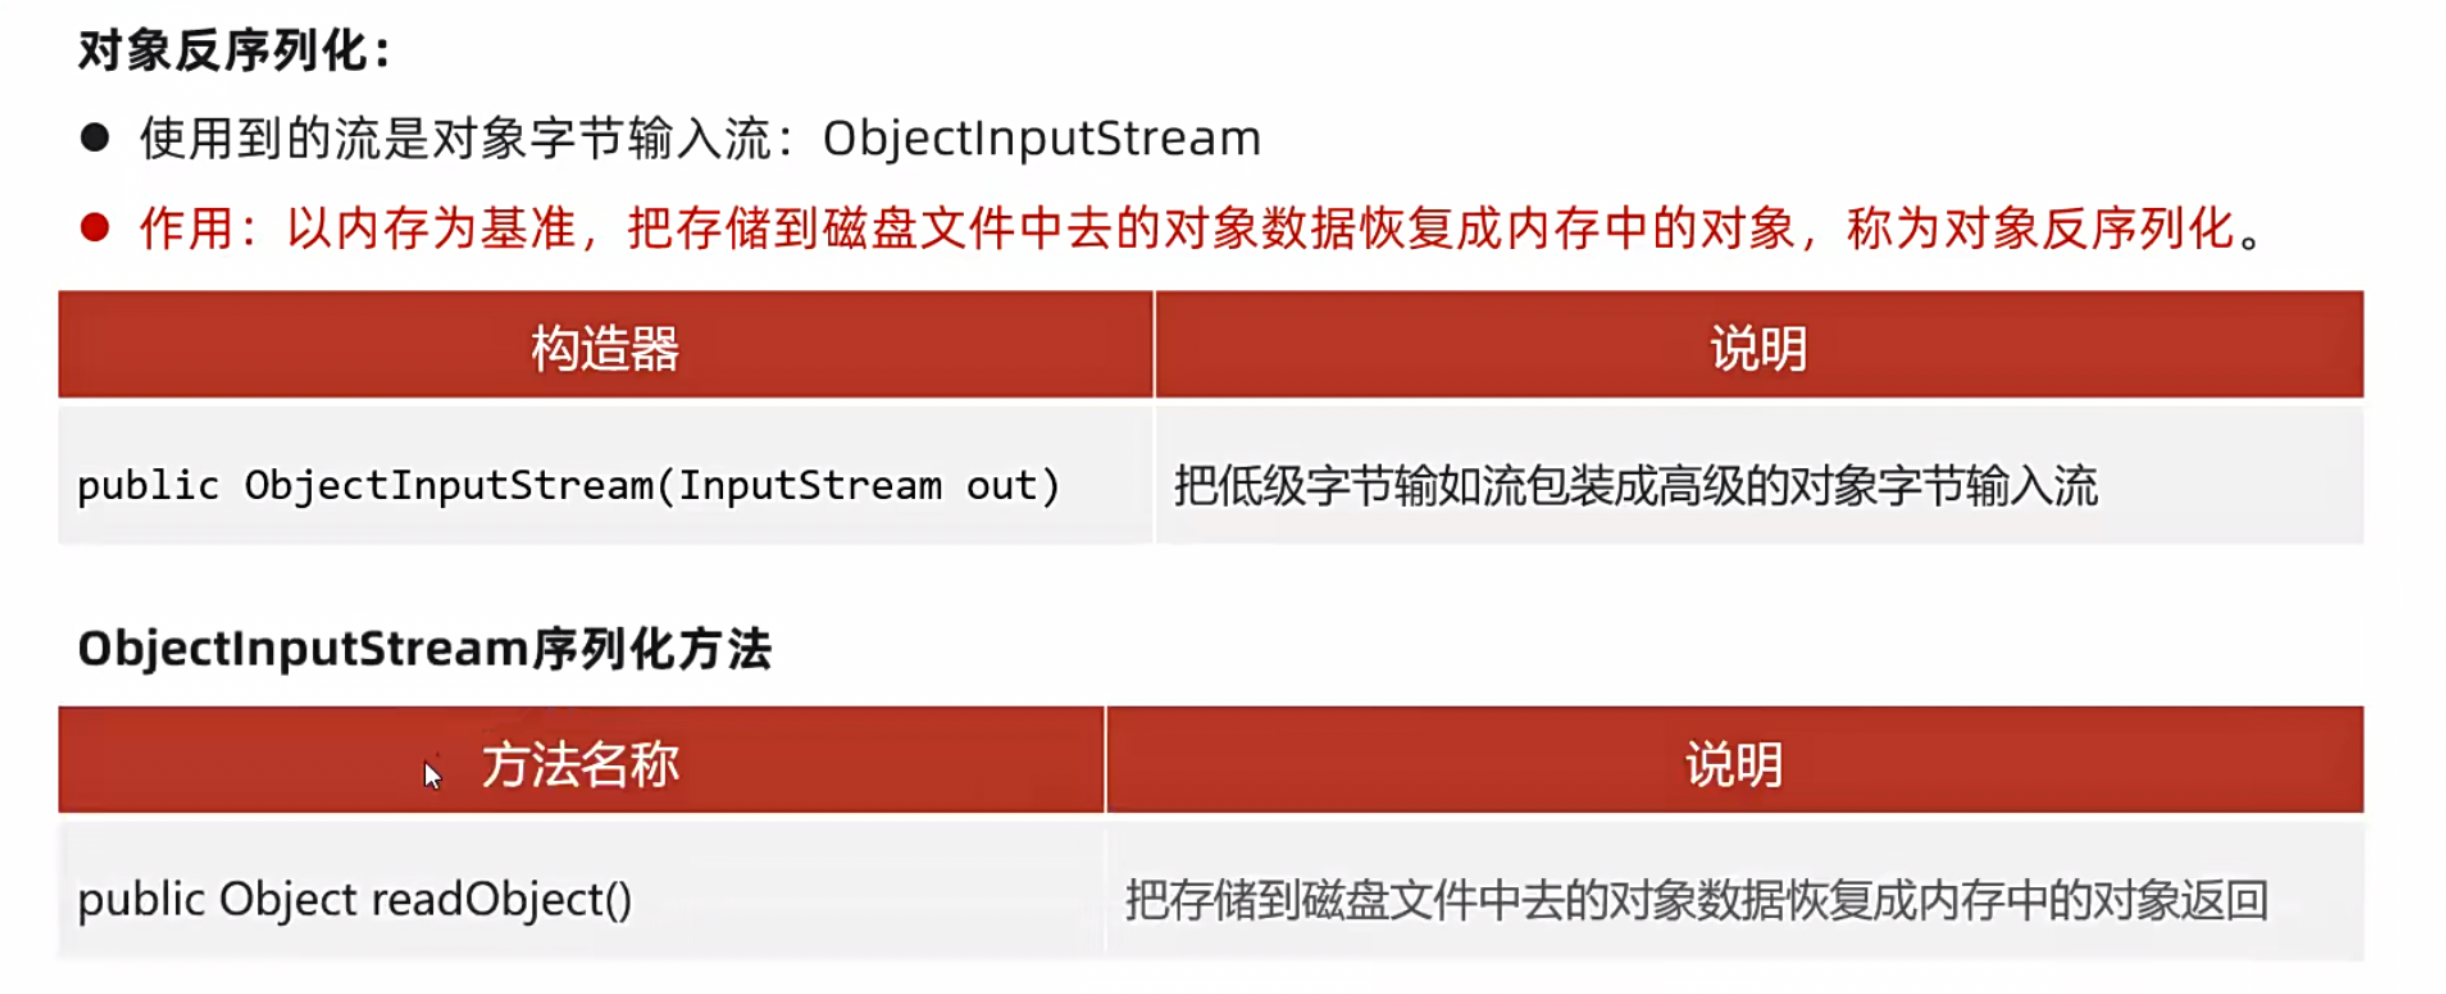 对象反序列化：
● 使用到的流是对象字节输入流：ObjectInputStream
● 作用：以内存为基准，把存储到磁盘文件中去的对象数据恢复成内存中的对象，称为对象反序列化。
构造器 说明
public ObjectInputStream(InputStream out) 把低级字节输如流包装成高级的对象字节输入流
ObjectInputStream序列化方法
方法名称 说明
public Object readObject() 把存储到磁盘文件中去的对象数据恢复成内存中的对象返回